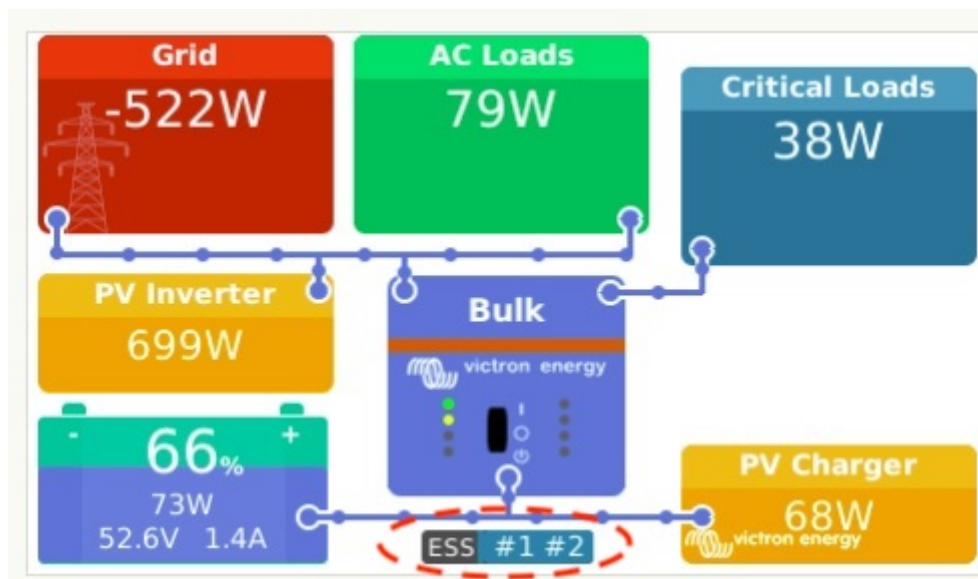 Grid
-522W
AC Loads
79W
Critical Loads
38W
PV Inverter
699W
Bulk
victron energy
- +
66%
73W
52.6V 1.4A
ESS #1 #2
PV Charger
68W
victron energy